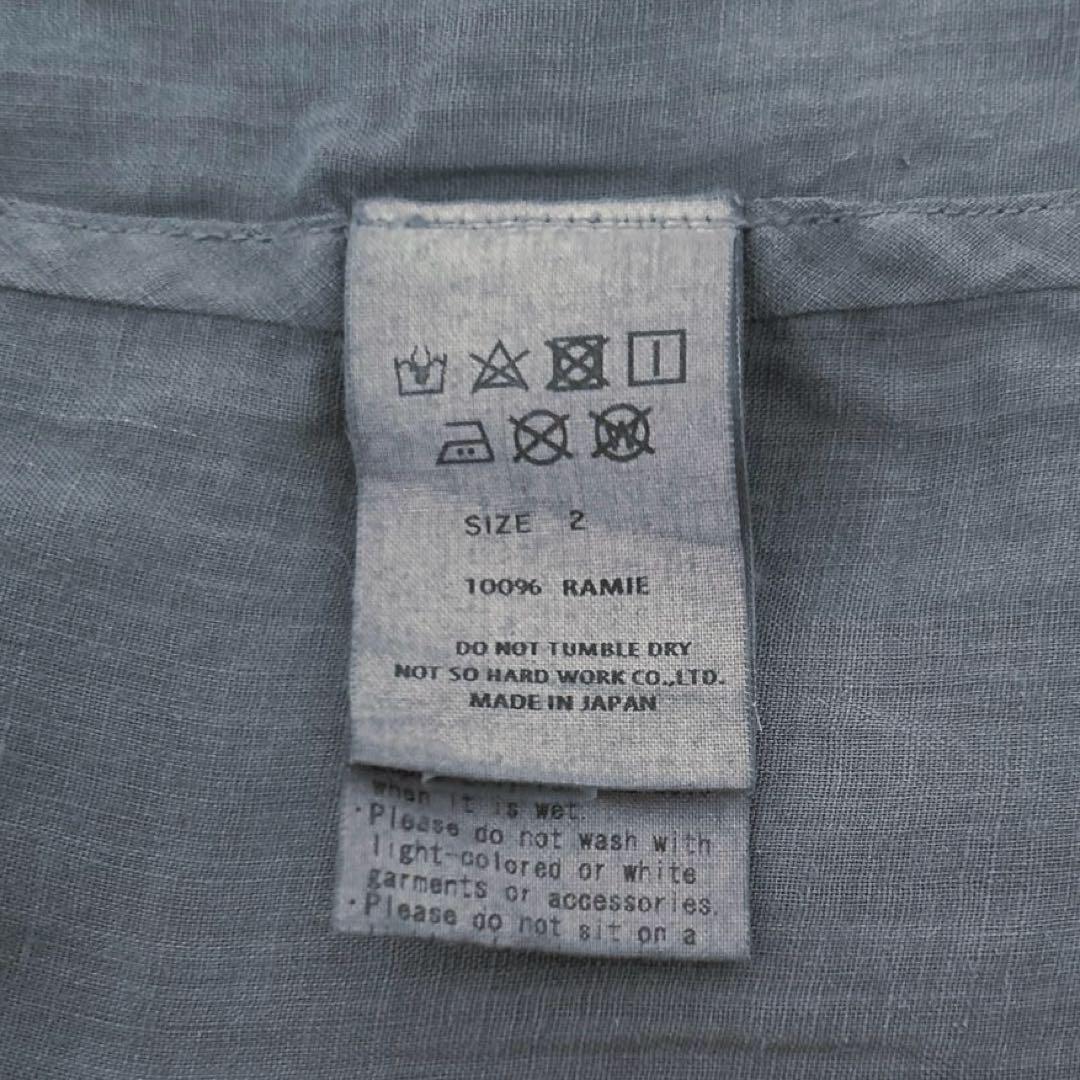 W
SIZE 2
100% RAMIE
DO NOT TUMBLE DRY
NOT SO HARD WORK CO.,LTD.
MADE IN JAPAN
when it is wet.
・Please do not wash with
light-colored or white
garments or accessories.
・Please do not sit on a